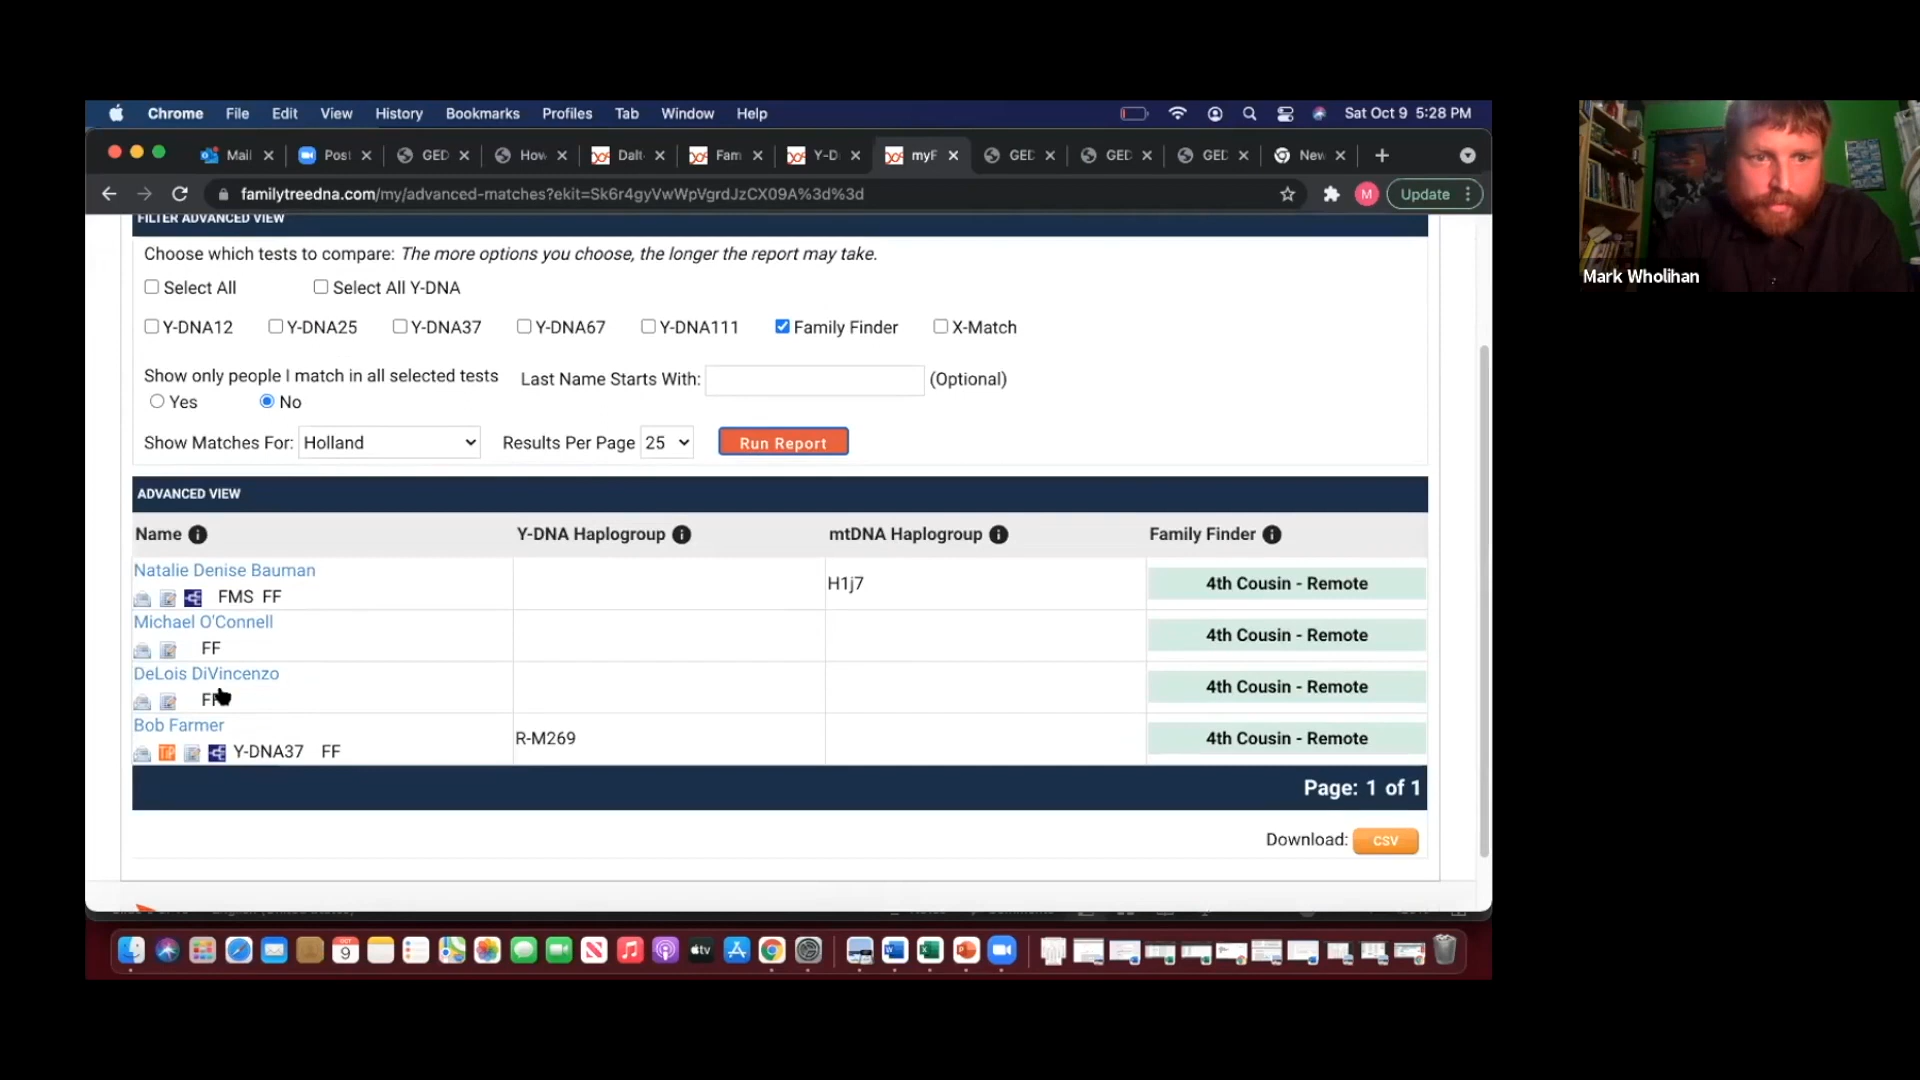 Chrome File Edit View History Bookmarks Profiles Tab Window Help Sat Oct 9 5:28 PM
Mail Post GED How Dalt Fam Y-D myF GED GED GED New
familytreedna.com/my/advanced-matches?ekit=Sk6r4gyVwWpVgrdJzCX09A%3d%3d M Update
FILTER ADVANCED VIEW
Choose which tests to compare: The more options you choose, the longer the report may take.
Select All Select All Y-DNA
Y-DNA12 Y-DNA25 Y-DNA37 Y-DNA67 Y-DNA111 Family Finder X-Match
Show only people I match in all selected tests Last Name Starts With: (Optional)
Yes No
Show Matches For: Holland Results Per Page 25 Run Report
ADVANCED VIEW
Name Y-DNA Haplogroup mtDNA Haplogroup Family Finder
Natalie Denise Bauman
FMS FF H1j7 4th Cousin - Remote
Michael O'Connell
FF 4th Cousin - Remote
DeLois DiVincenzo
FF 4th Cousin - Remote
Bob Farmer
Y-DNA37 FF R-M269 4th Cousin - Remote
Page: 1 of 1
Download: CSV
OCT
9
tv
Mark Wholihan